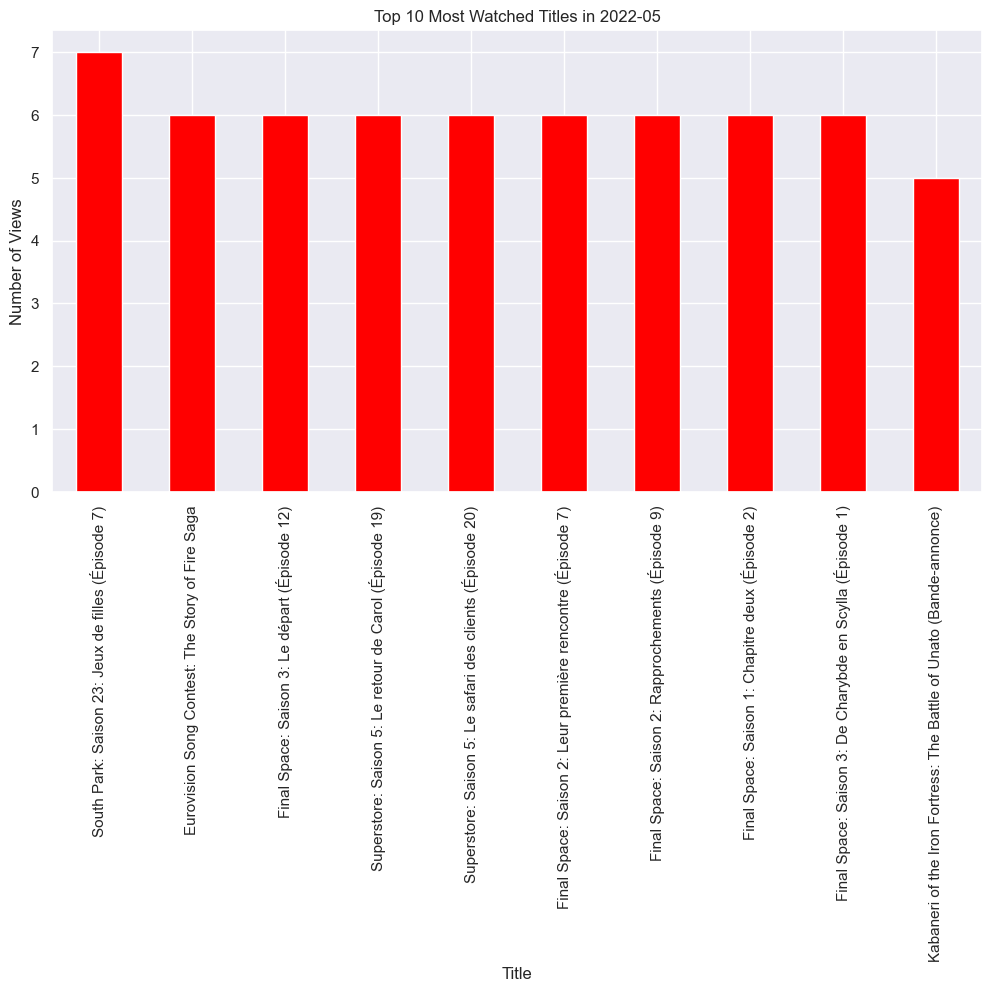 Top 10 Most Watched Titles in 2022-05
Number of Views
7
6
5
4
3
2
1
0
South Park: Saison 23: Jeux de filles (Épisode 7)
Eurovision Song Contest: The Story of Fire Saga
Final Space: Saison 3: Le départ (Épisode 12)
Superstore: Saison 5: Le retour de Carol (Épisode 19)
Superstore: Saison 5: Le safari des clients (Épisode 20)
Final Space: Saison 2: Leur première rencontre (Épisode 7)
Final Space: Saison 2: Rapprochements (Épisode 9)
Final Space: Saison 1: Chapitre deux (Épisode 2)
Final Space: Saison 3: De Charybde en Scylla (Épisode 1)
Kabaneri of the Iron Fortress: The Battle of Unato (Bande-annonce)
Title